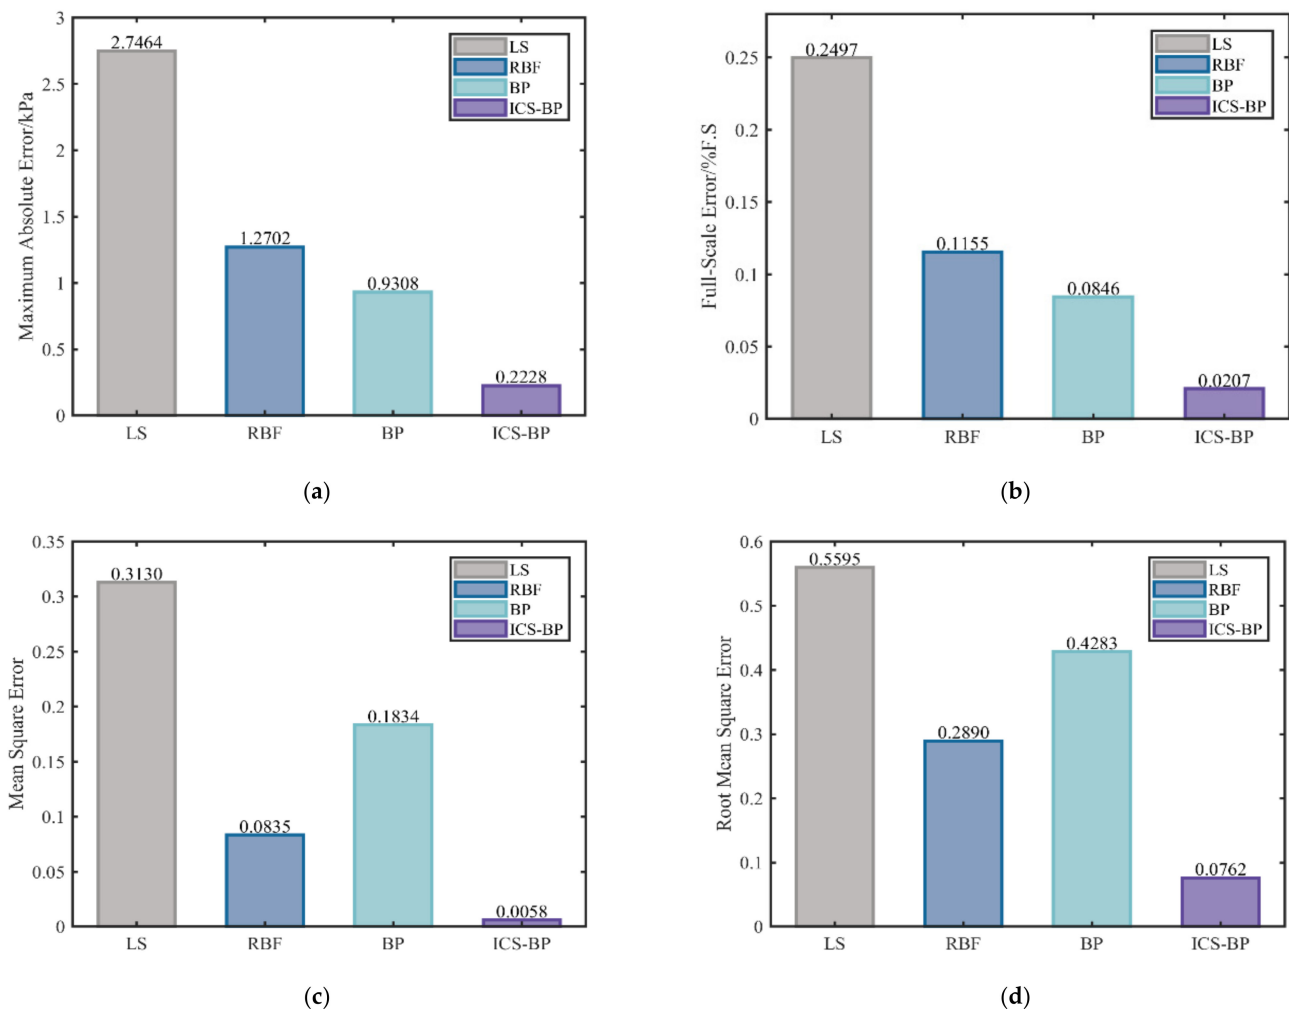 3
2.5
2
1.5
1
0.5
0
Maximum Absolute Error/kPa
2.7464
1.2702
0.9308
0.2228
LS
RBF
BP
ICS-BP
LS
RBF
BP
ICS-BP
(a)
0.25
0.2
0.15
0.1
0.05
0
Full-Scale Error/%F.S
0.2497
0.1155
0.0846
0.0207
LS
RBF
BP
ICS-BP
LS
RBF
BP
ICS-BP
(b)
0.35
0.3
0.25
0.2
0.15
0.1
0.05
0
Mean Square Error
0.3130
0.0835
0.1834
0.0058
LS
RBF
BP
ICS-BP
LS
RBF
BP
ICS-BP
(c)
0.6
0.5
0.4
0.3
0.2
0.1
0
Root Mean Square Error
0.5595
0.2890
0.4283
0.0762
LS
RBF
BP
ICS-BP
LS
RBF
BP
ICS-BP
(d)